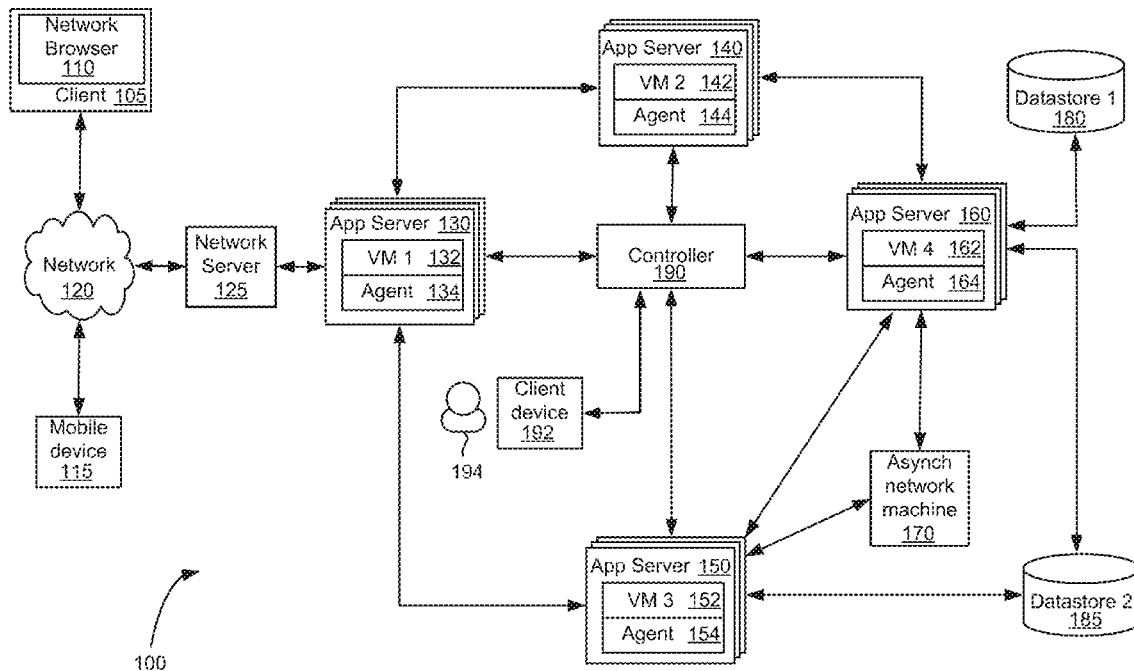 Network
Browser
110
Client 105
Network
120
Mobile
device
115
Network
Server
125
App Server 130
VM 1 132
Agent 134
App Server 140
VM 2 142
Agent 144
Controller
190
Client
device
192
194
App Server 150
VM 3 152
Agent 154
App Server 160
VM 4 162
Agent 164
Asynch
network
machine
170
Datastore 1
180
Datastore 2
185
100